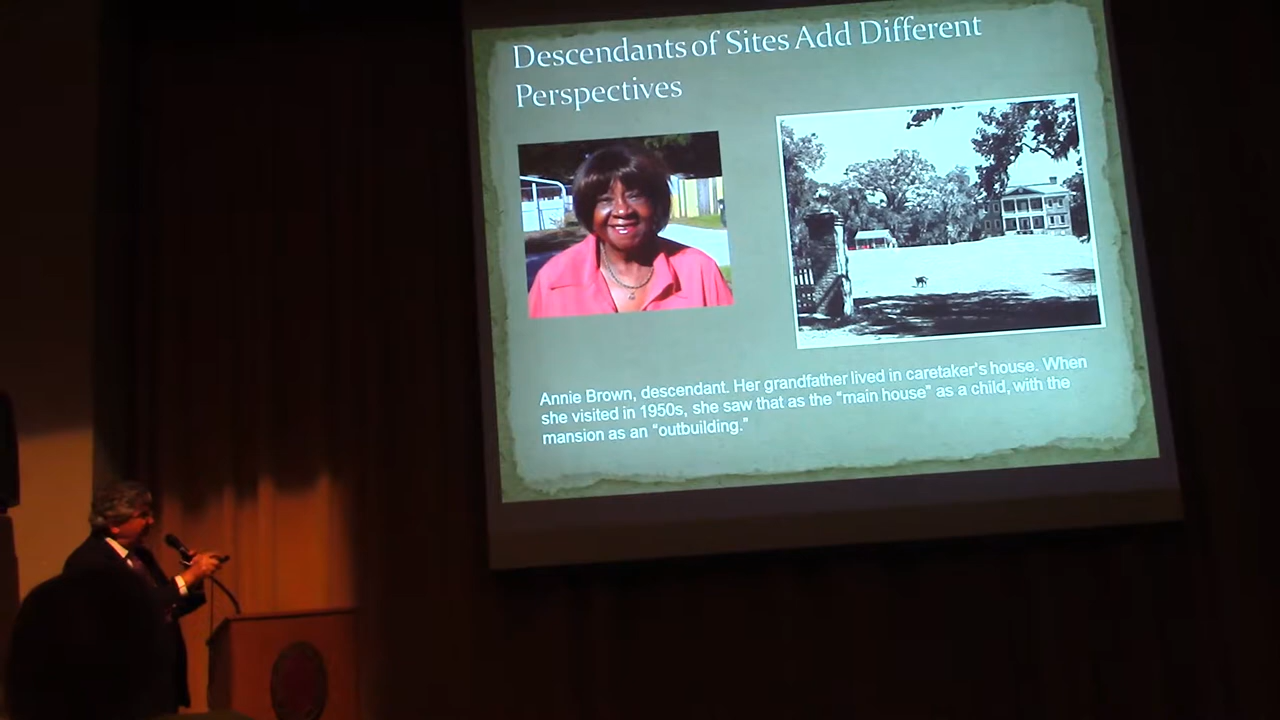 Descendants of Sites Add Different
Perspectives
Annie Brown, descendant. Her grandfather lived in caretaker's house. When
she visited in 1950s, she saw that as the "main house" as a child, with the
mansion as an "outbuilding."